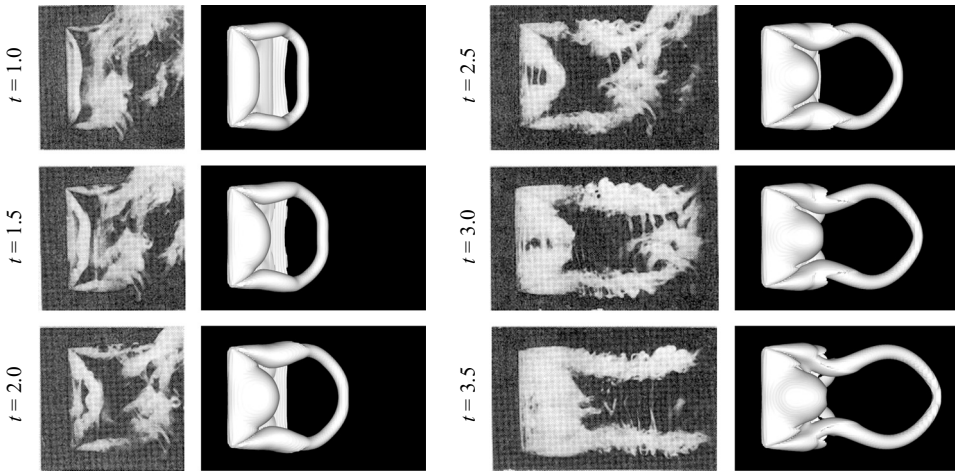 t = 1.0
t = 1.5
t = 2.0
t = 2.5
t = 3.0
t = 3.5